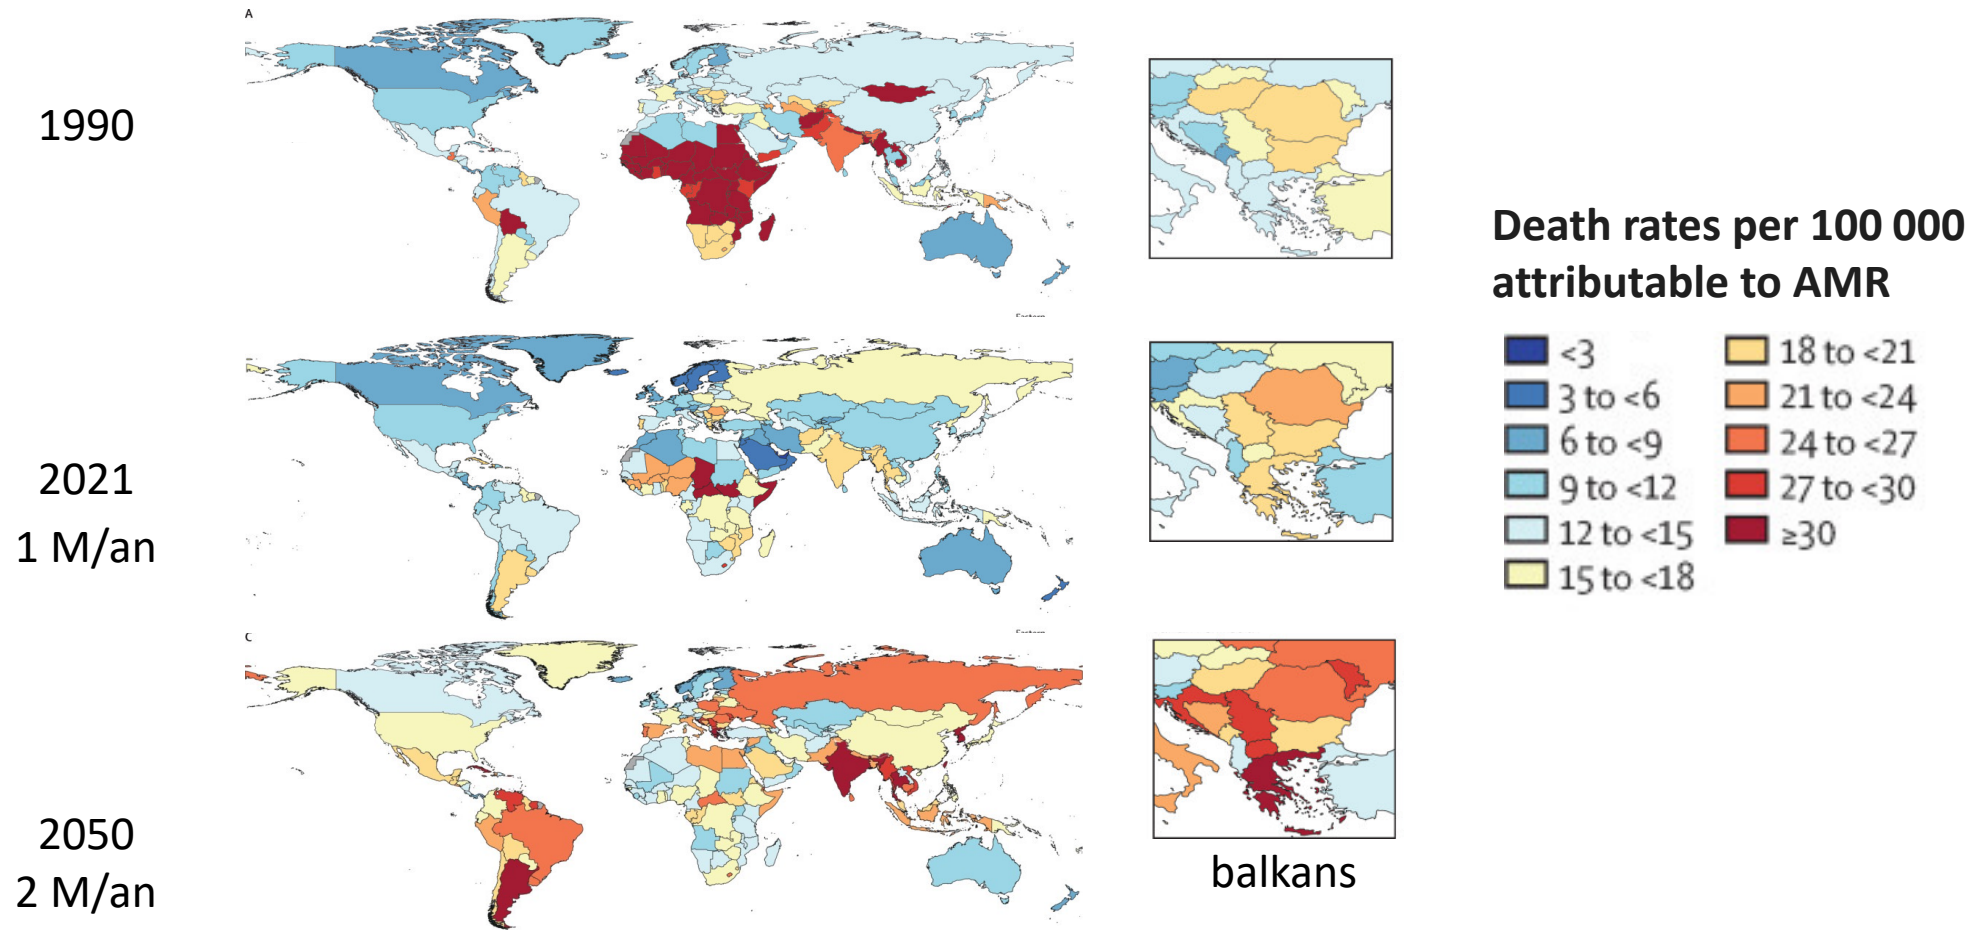 A
1990
2021
1 M/an
C
2050
2 M/an
balkans
Death rates per 100 000
attributable to AMR
<3
3 to <6
6 to <9
9 to <12
12 to <15
15 to <18
18 to <21
21 to <24
24 to <27
27 to <30
≥30